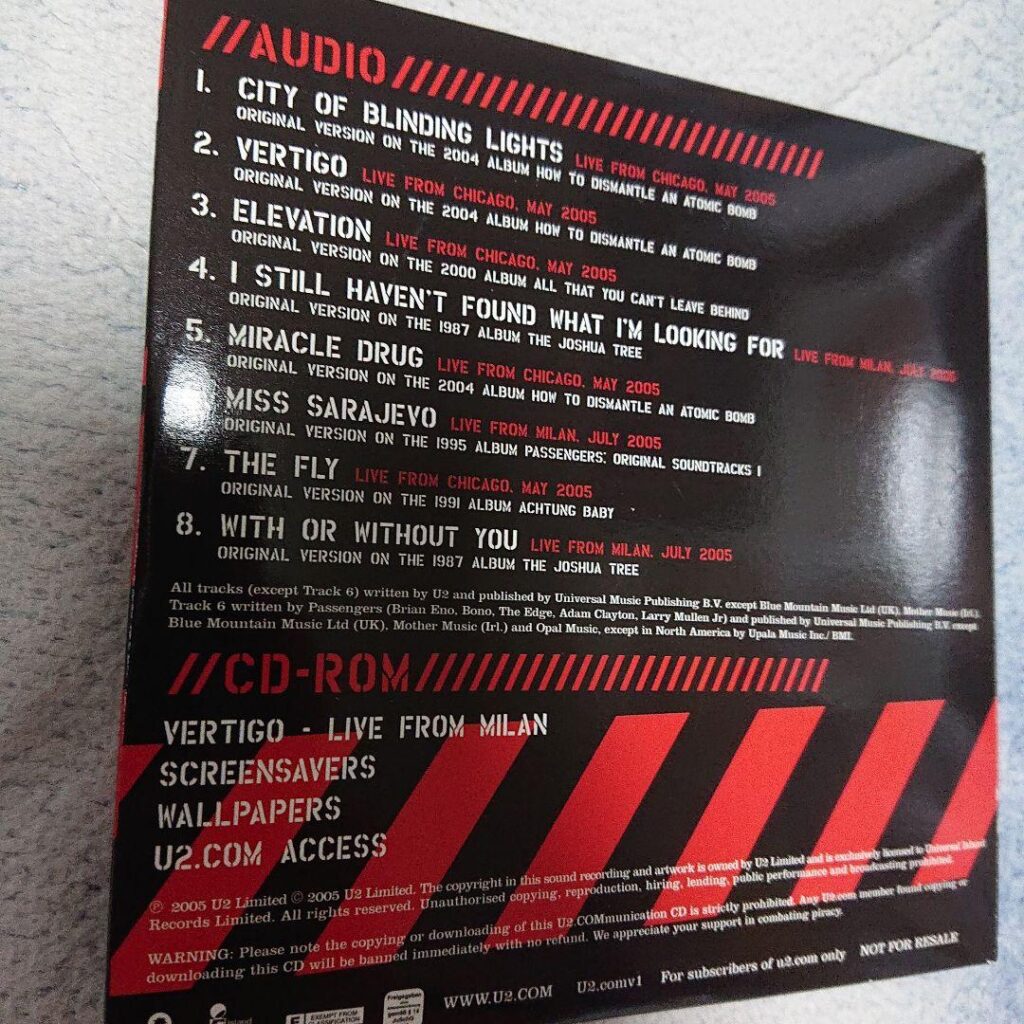 //AUDIO//////////////////////////////
1. CITY OF BLINDING LIGHTS LIVE FROM CHICAGO, MAY 2005
ORIGINAL VERSION ON THE 2004 ALBUM HOW TO DISMANTLE AN ATOMIC BOMB
2. VERTIGO LIVE FROM CHICAGO, MAY 2005
ORIGINAL VERSION ON THE 2004 ALBUM HOW TO DISMANTLE AN ATOMIC BOMB
3. ELEVATION LIVE FROM CHICAGO, MAY 2005
ORIGINAL VERSION ON THE 2000 ALBUM ALL THAT YOU CAN'T LEAVE BEHIND
4. I STILL HAVEN'T FOUND WHAT I'M LOOKING FOR LIVE FROM MILAN, JULY 2005
ORIGINAL VERSION ON THE 1987 ALBUM THE JOSHUA TREE
5. MIRACLE DRUG LIVE FROM CHICAGO, MAY 2005
ORIGINAL VERSION ON THE 2004 ALBUM HOW TO DISMANTLE AN ATOMIC BOMB
MISS SARAJEVO LIVE FROM MILAN, JULY 2005
ORIGINAL VERSION ON THE 1995 ALBUM PASSENGERS: ORIGINAL SOUNDTRACKS 1
7. THE FLY LIVE FROM CHICAGO, MAY 2005
ORIGINAL VERSION ON THE 1991 ALBUM ACHTUNG BABY
8. WITH OR WITHOUT YOU LIVE FROM MILAN, JULY 2005
ORIGINAL VERSION ON THE 1987 ALBUM THE JOSHUA TREE
All tracks (except Track 6) written by U2 and published by Universal Music Publishing B.V. except Blue Mountain Music Ltd (UK), Mother Music (Irl.)
Track 6 written by Passengers (Brian Eno, Bono, The Edge, Adam Clayton, Larry Mullen Jr) and published by Universal Music Publishing B.V. except
Blue Mountain Music Ltd (UK), Mother Music (Irl.) and Opal Music, except in North America by Upala Music Inc./ BMI.
//CD-ROM//////////////////////////////
VERTIGO - LIVE FROM MILAN
SCREENSAVERS
WALLPAPERS
U2.COM ACCESS
℗ 2005 U2 Limited © 2005 U2 Limited. The copyright in this sound recording and artwork is owned by U2 Limited and is exclusively licensed to Universal Island
Records Limited. All rights reserved. Unauthorised copying, reproduction, hiring, lending, public performance and broadcasting prohibited.
WARNING: Please note the copying or downloading of this U2.COMmunication CD is strictly prohibited. Any U2.com member found copying or
downloading this CD will be banned immediately with no refund. We appreciate your support in combating piracy.
WWW.U2.COM U2.comv1 For subscribers of u2.com only NOT FOR RESALE
E EXEMPT FROM CLASSIFICATION
Freigegeben